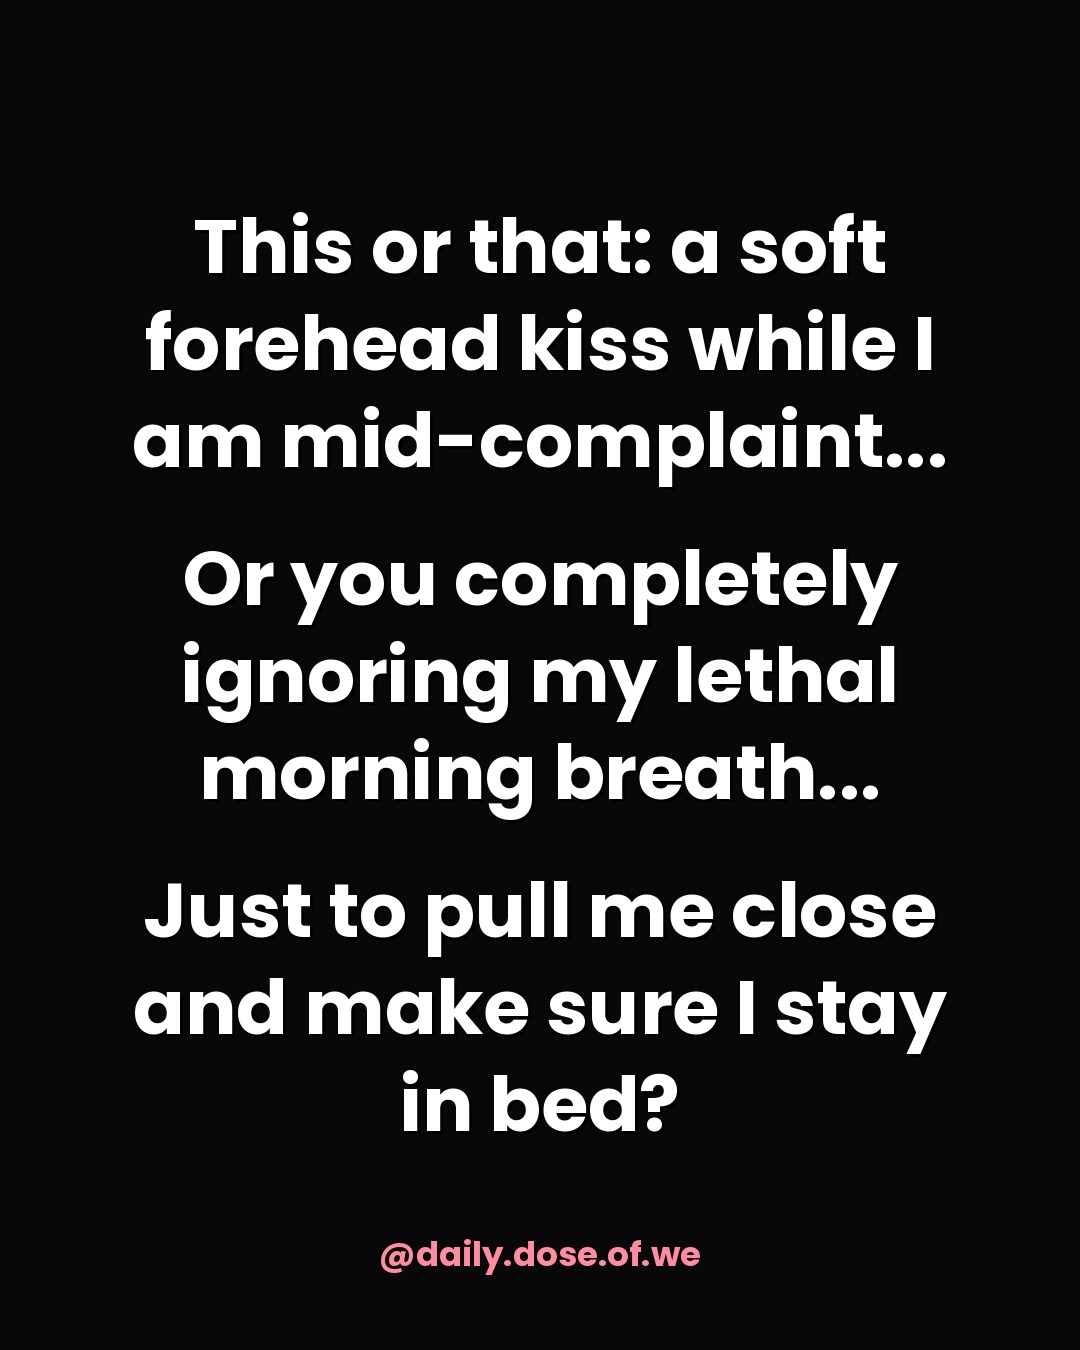 This or that: a soft
forehead kiss while I
am mid-complaint...
Or you completely
ignoring my lethal
morning breath...
Just to pull me close
and make sure I stay
in bed?
@daily.dose.of.we